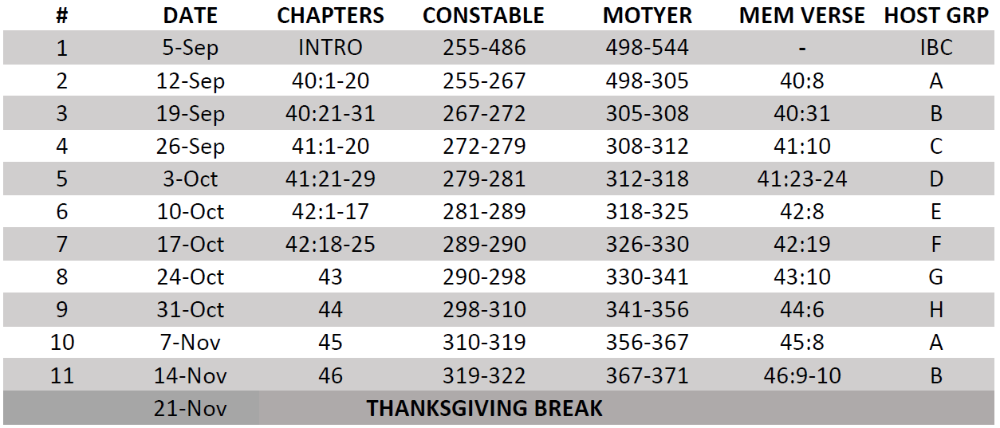 # DATE CHAPTERS CONSTABLE MOTYER MEM VERSE HOST GRP
1 5-Sep INTRO 255-486 498-544 - IBC
2 12-Sep 40:1-20 255-267 498-305 40:8 A
3 19-Sep 40:21-31 267-272 305-308 40:31 B
4 26-Sep 41:1-20 272-279 308-312 41:10 C
5 3-Oct 41:21-29 279-281 312-318 41:23-24 D
6 10-Oct 42:1-17 281-289 318-325 42:8 E
7 17-Oct 42:18-25 289-290 326-330 42:19 F
8 24-Oct 43 290-298 330-341 43:10 G
9 31-Oct 44 298-310 341-356 44:6 H
10 7-Nov 45 310-319 356-367 45:8 A
11 14-Nov 46 319-322 367-371 46:9-10 B
21-Nov THANKSGIVING BREAK